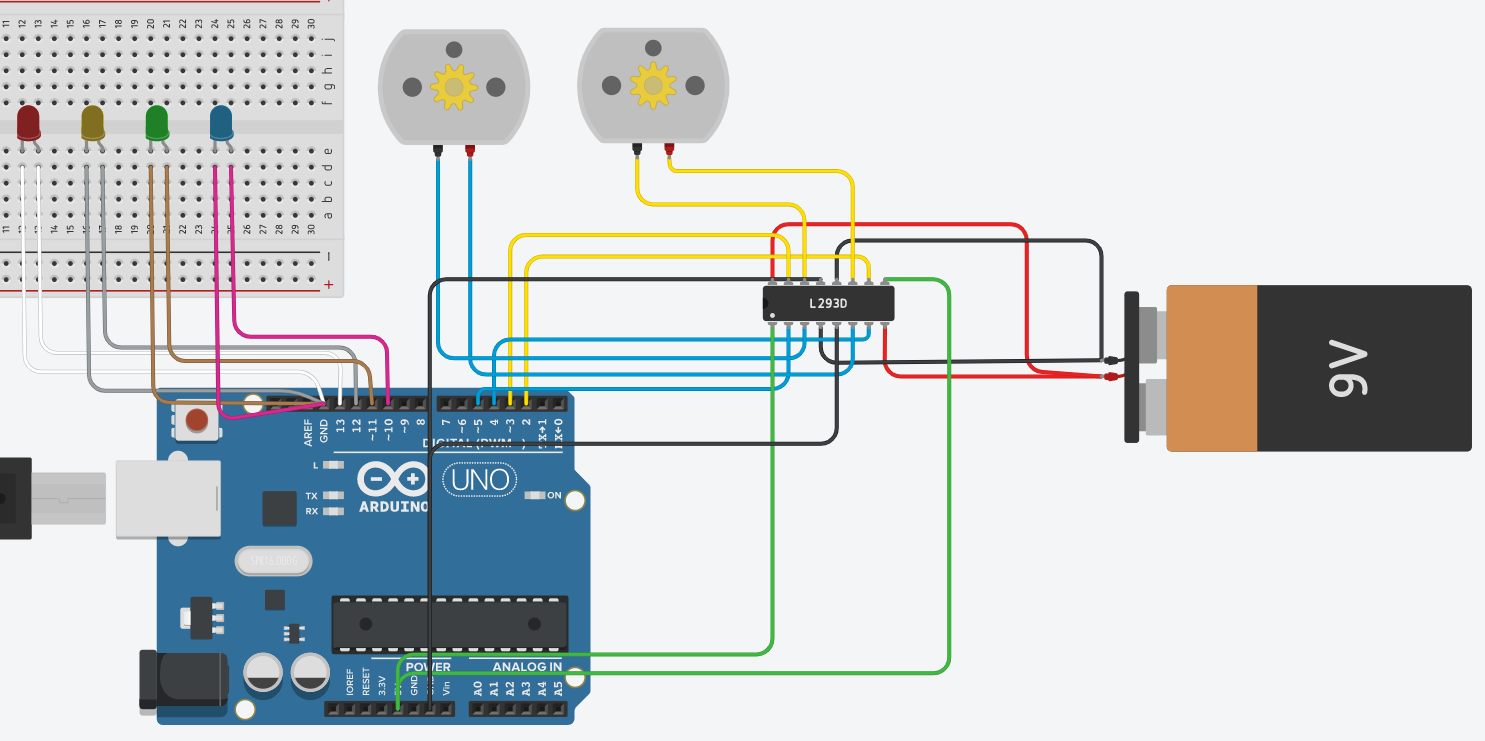 11 12 13 14 15 16 17 18 19 20 21 22 23 24 25 26 27 28 29 30
j
i
h
g
f
e
d
c
b
a
11 12 13 14 15 16 17 18 19 20 21 22 23 24 25 26 27 28 29 30
−
+
L293D
9V
AREF
GND
13
12
~11
~10
~9
8
7
~6
~5
4
~3
2
TX→1
RX←0
DIGITAL (PWM ~)
L
TX
RX
ARDUINO
UNO
ON
SPK16.000G
IOREF
RESET
3.3V
5V
GND
GND
Vin
POWER
ANALOG IN
A0
A1
A2
A3
A4
A5